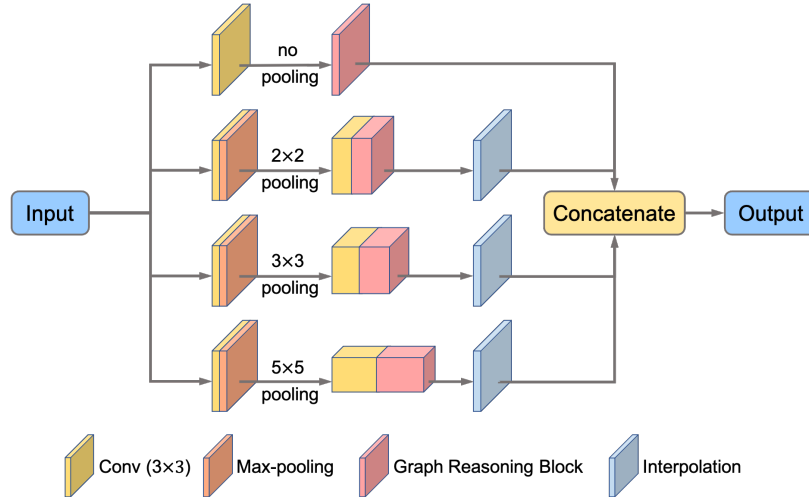 no
pooling
2×2
pooling
Input
Concatenate
Output
3×3
pooling
5×5
pooling
Conv (3×3)
Max-pooling
Graph Reasoning Block
Interpolation